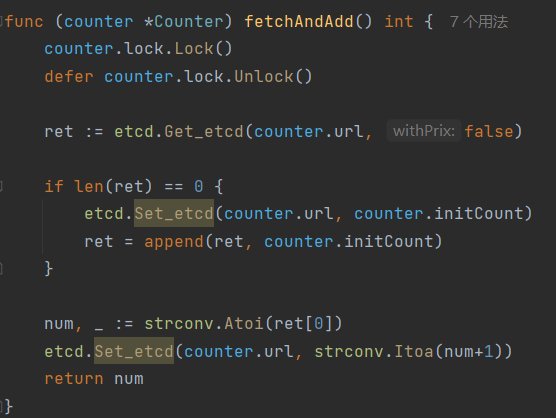 func (counter *Counter) fetchAndAdd() int { 7 个用法
    counter.lock.Lock()
    defer counter.lock.Unlock()
    ret := etcd.Get_etcd(counter.url, withPrix: false)
    if len(ret) == 0 {
        etcd.Set_etcd(counter.url, counter.initCount)
        ret = append(ret, counter.initCount)
    }
    num, _ := strconv.Atoi(ret[0])
    etcd.Set_etcd(counter.url, strconv.Itoa(num+1))
    return num
}